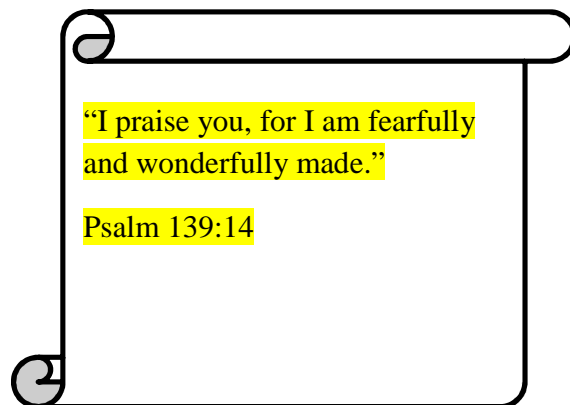 “I praise you, for I am fearfully
and wonderfully made.”
Psalm 139:14